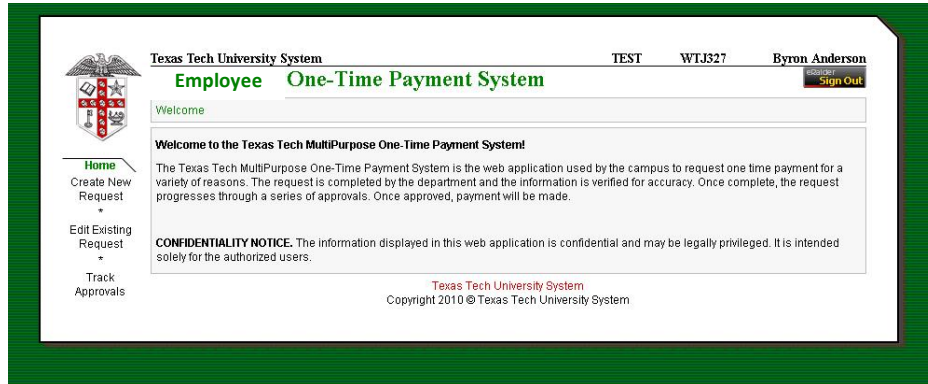 Texas Tech University System TEST WTJ327 Byron Anderson
Employee One-Time Payment System
eRaider
Sign Out
Welcome
Welcome to the Texas Tech MultiPurpose One-Time Payment System!
The Texas Tech MultiPurpose One-Time Payment System is the web application used by the campus to request one time payment for a
variety of reasons. The request is completed by the department and the information is verified for accuracy. Once complete, the request
progresses through a series of approvals. Once approved, payment will be made.
CONFIDENTIALITY NOTICE. The information displayed in this web application is confidential and may be legally privileged. It is intended
solely for the authorized users.
Home
Create New
Request
*
Edit Existing
Request
*
Track
Approvals
Texas Tech University System
Copyright 2010 © Texas Tech University System